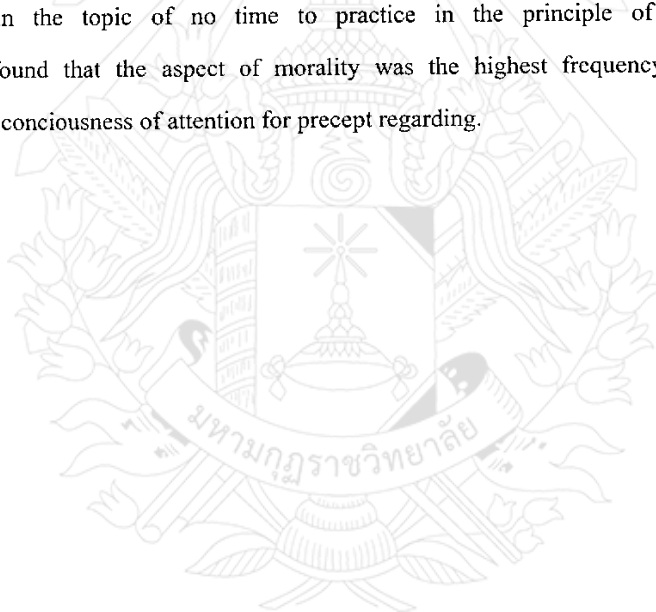 n the topic of no time to practice in the principle of
ound that the aspect of morality was the highest frequency
conciousness of attention for precept regarding.
มหามกุฏราชวิทยาลัย